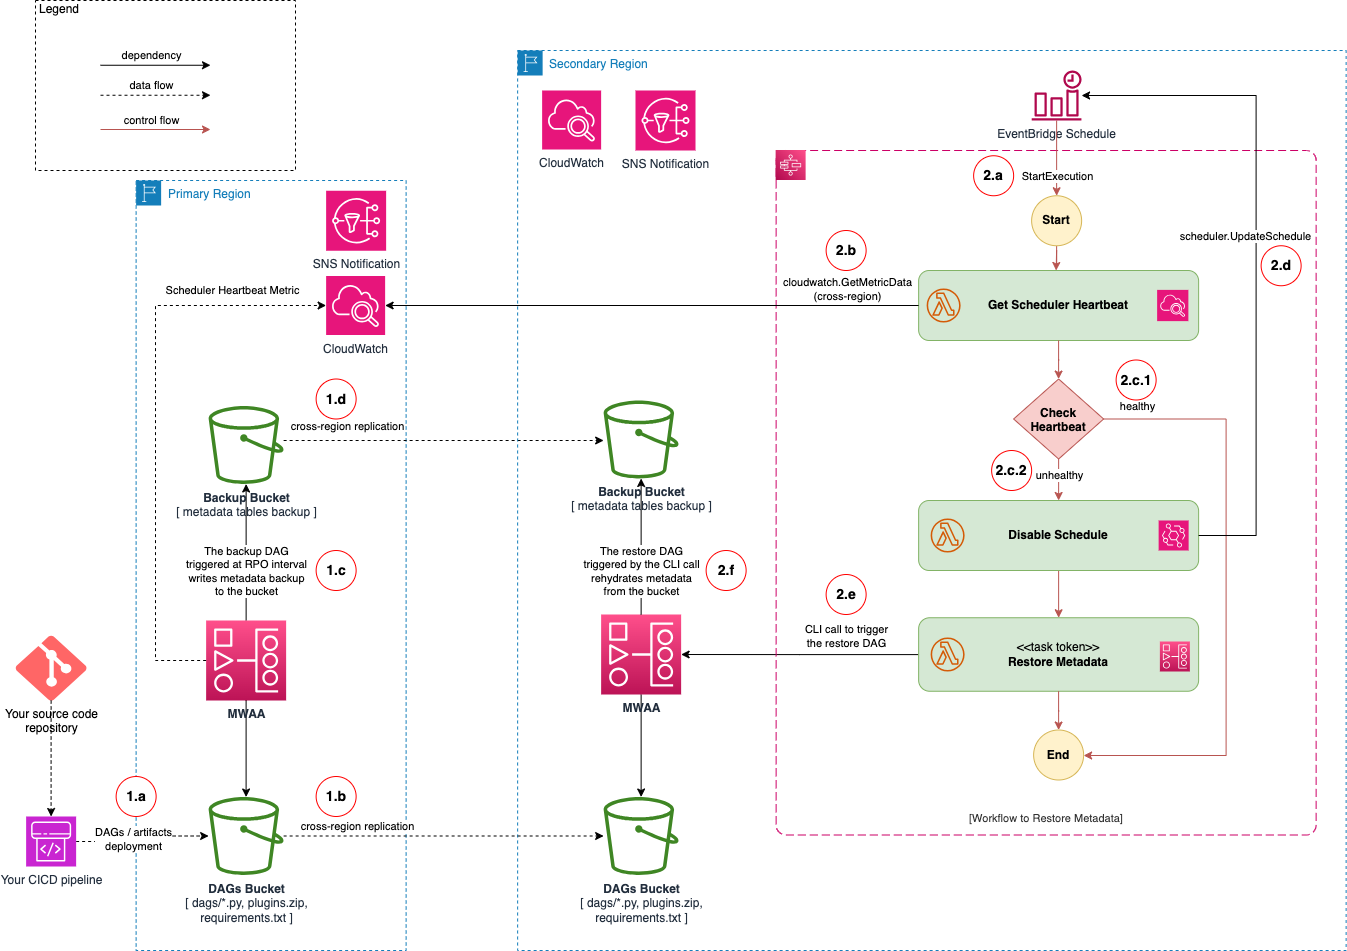 Legend
dependency
data flow
control flow
Secondary Region
CloudWatch
SNS Notification
EventBridge Schedule
2.a
StartExecution
Start
Primary Region
SNS Notification
Scheduler Heartbeat Metric
CloudWatch
2.b
cloudwatch.GetMetricData
(cross-region)
Get Scheduler Heartbeat
scheduler.UpdateSchedule
2.d
2.c.1
healthy
Check
Heartbeat
2.c.2
unhealthy
1.d
cross-region replication
Backup Bucket
[ metadata tables backup ]
Backup Bucket
[ metadata tables backup ]
Disable Schedule
The backup DAG
triggered at RPO interval
writes metadata backup
to the bucket
1.c
The restore DAG
triggered by the CLI call
rehydrates metadata
from the bucket
2.f
2.e
CLI call to trigger
the restore DAG
<<task token>>
Restore Metadata
MWAA
MWAA
Your source code
repository
End
1.a
DAGs / artifacts
deployment
1.b
cross-region replication
[Workflow to Restore Metadata]
Your CICD pipeline
DAGs Bucket
[ dags/*.py, plugins.zip,
requirements.txt ]
DAGs Bucket
[ dags/*.py, plugins.zip,
requirements.txt ]